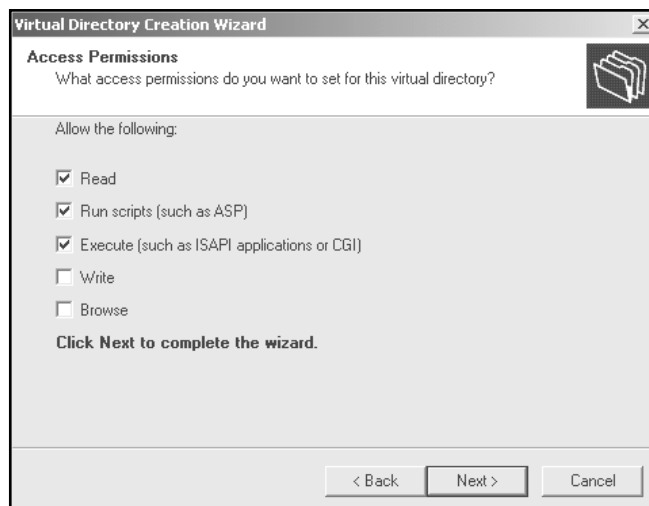 Virtual Directory Creation Wizard
Access Permissions
What access permissions do you want to set for this virtual directory?
Allow the following:
Read
Run scripts (such as ASP)
Execute (such as ISAPI applications or CGI)
Write
Browse
Click Next to complete the wizard.
< Back
Next >
Cancel